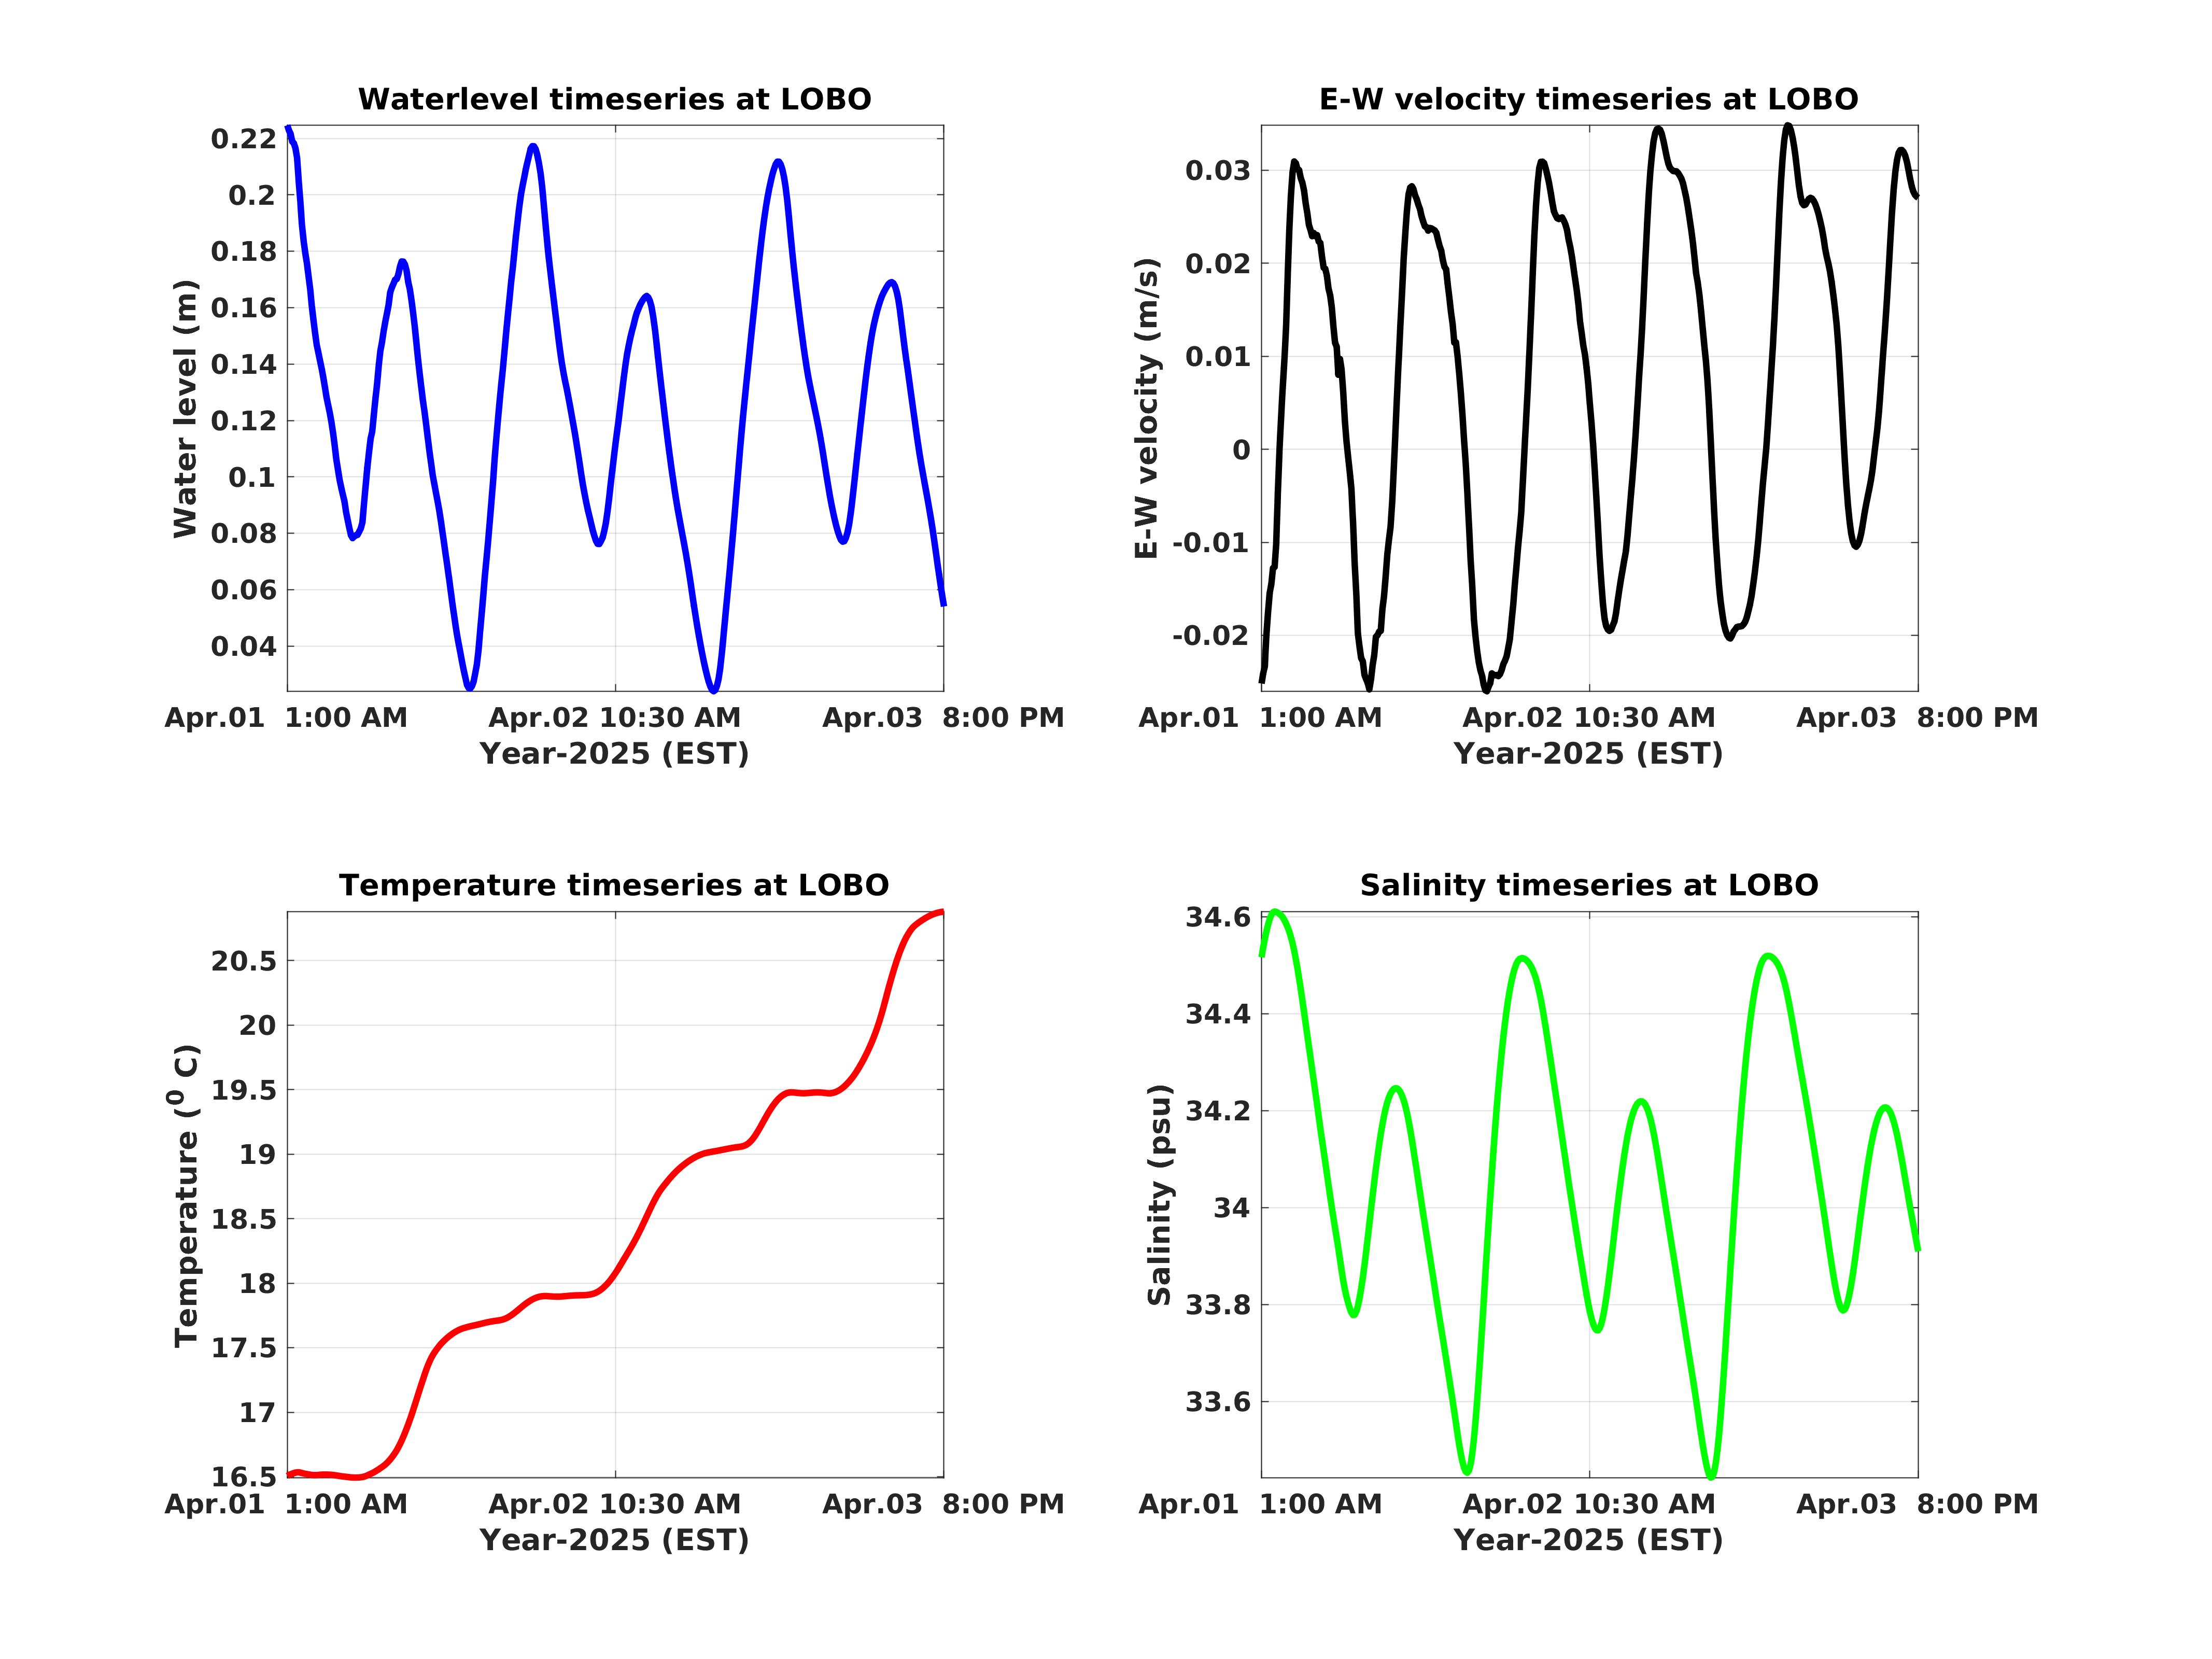 Waterlevel timeseries at LOBO
0.22
0.2
0.18
0.16
0.14
0.12
0.1
0.08
0.06
0.04
Water level (m)
Apr.01 1:00 AM
Apr.02 10:30 AM
Apr.03 8:00 PM
Year-2025 (EST)
E-W velocity timeseries at LOBO
0.03
0.02
0.01
0
-0.01
-0.02
E-W velocity (m/s)
Apr.01 1:00 AM
Apr.02 10:30 AM
Apr.03 8:00 PM
Year-2025 (EST)
Temperature timeseries at LOBO
20.5
20
19.5
19
18.5
18
17.5
17
16.5
Temperature (⁰ C)
Apr.01 1:00 AM
Apr.02 10:30 AM
Apr.03 8:00 PM
Year-2025 (EST)
Salinity timeseries at LOBO
34.6
34.4
34.2
34
33.8
33.6
Salinity (psu)
Apr.01 1:00 AM
Apr.02 10:30 AM
Apr.03 8:00 PM
Year-2025 (EST)